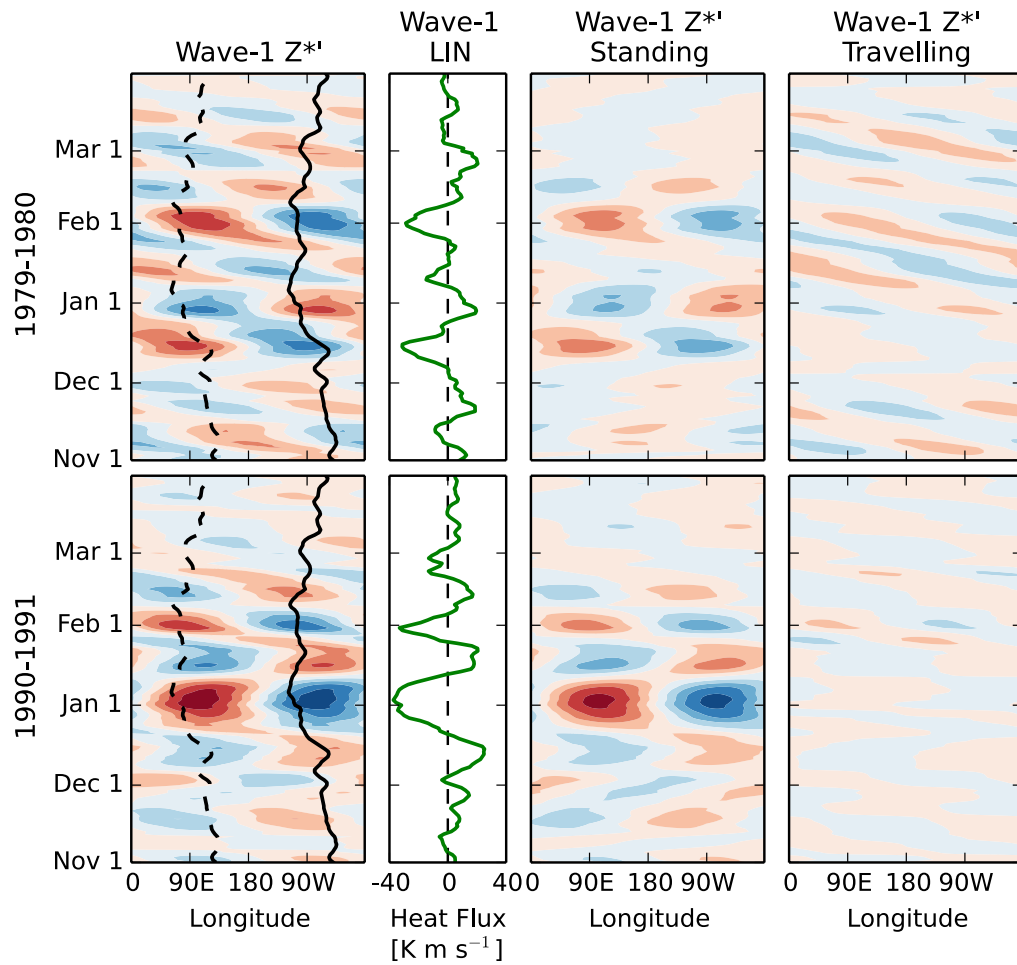 Wave-1 Z*'
Wave-1
LIN
Wave-1 Z*'
Standing
Wave-1 Z*'
Travelling
1979-1980
Mar 1
Feb 1
Jan 1
Dec 1
Nov 1
1990-1991
Mar 1
Feb 1
Jan 1
Dec 1
Nov 1
0 90E 180 90W
-40 0 40
0 90E 180 90W
0 90E 180 90W
Longitude
Heat Flux
[K m s⁻¹]
Longitude
Longitude